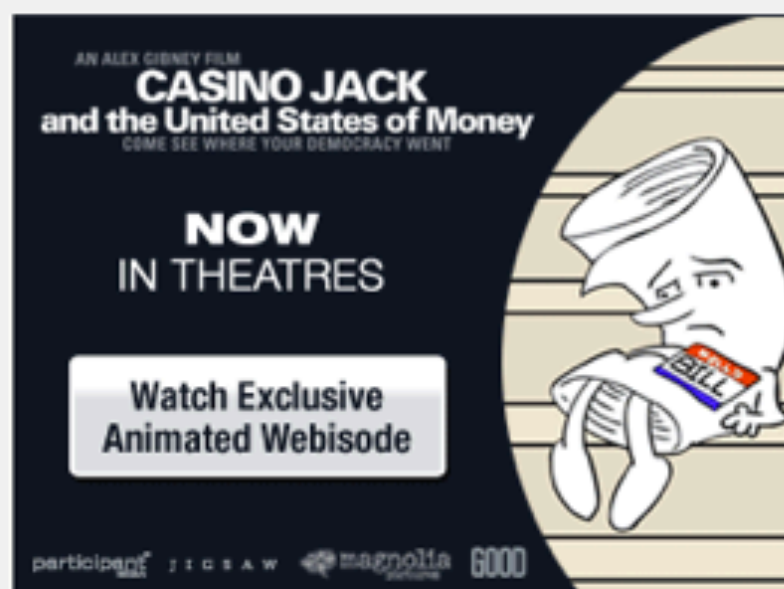 AN ALEX GIBNEY FILM
CASINO JACK
and the United States of Money
COME SEE WHERE YOUR DEMOCRACY WENT
NOW
IN THEATRES
Watch Exclusive
Animated Webisode
HELLO
BILL
participant
JIGSAW
magnolia
GOOD